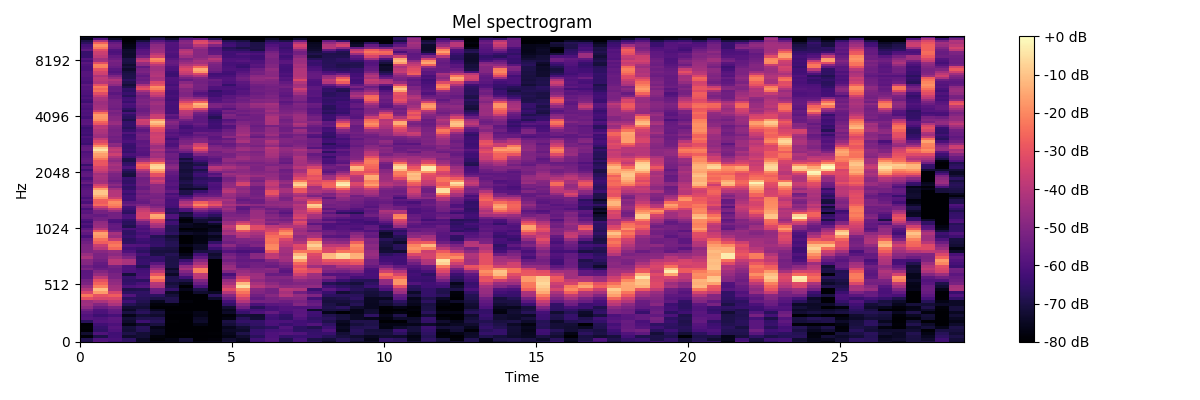 Mel spectrogram
Hz
8192
4096
2048
1024
512
0
0 5 10 15 20 25
Time
+0 dB
-10 dB
-20 dB
-30 dB
-40 dB
-50 dB
-60 dB
-70 dB
-80 dB